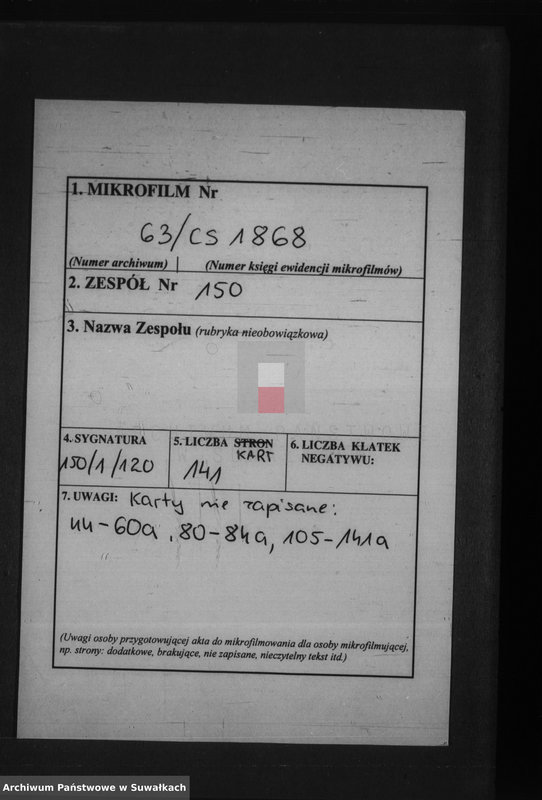 1. MIKROFILM Nr
63/CS 1868
(Numer archiwum) (Numer księgi ewidencji mikrofilmów)
2. ZESPÓŁ Nr 150
3. Nazwa Zespołu (rubryka nieobowiązkowa)
4. SYGNATURA
150/1/120
5. LICZBA STRON
KART
141
6. LICZBA KLATEK
NEGATYWU:
7. UWAGI: Karty nie zapisane:
44-60a, 80-84a, 105-141a
(Uwagi osoby przygotowującej akta do mikrofilmowania dla osoby mikrofilmującej,
np. strony: dodatkowe, brakujące, nie zapisane, nieczytelny tekst itd.)
Archiwum Państwowe w Suwałkach